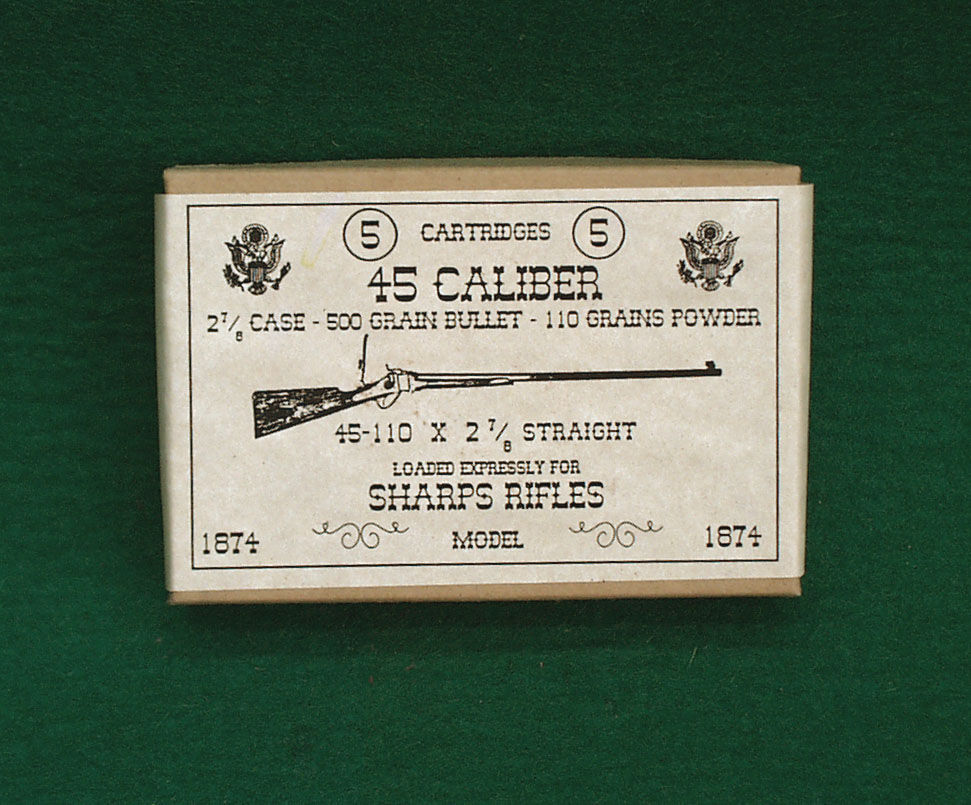 5 CARTRIDGES 5
45 CALIBER
2 7/8 CASE - 500 GRAIN BULLET - 110 GRAINS POWDER
45-110 X 2 7/8 STRAIGHT
LOADED EXPRESSLY FOR
SHARPS RIFLES
1874 MODEL 1874